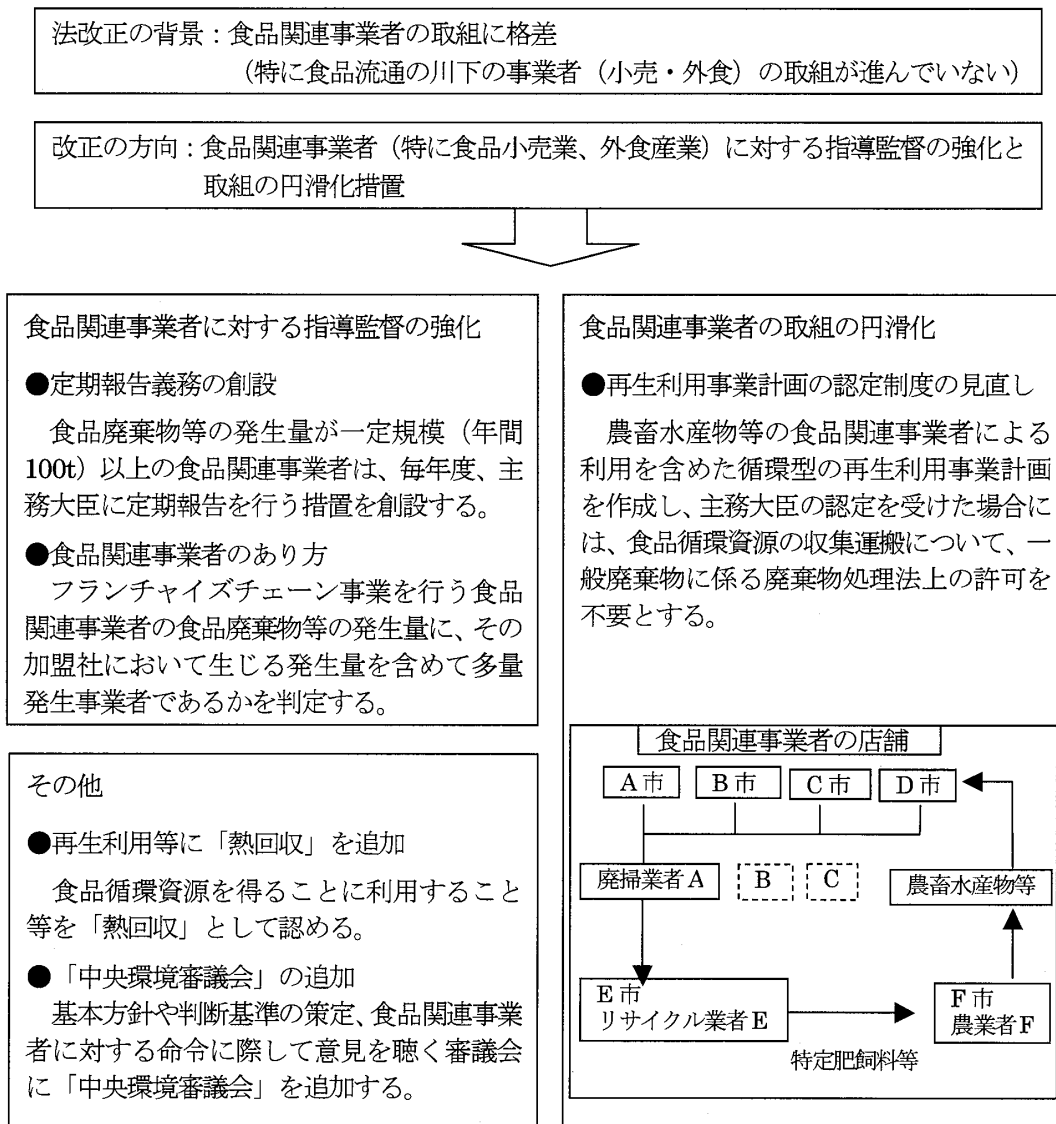 法改正の背景：食品関連事業者の取組に格差
（特に食品流通の川下の事業者（小売・外食）の取組が進んでいない）
改正の方向：食品関連事業者（特に食品小売業、外食産業）に対する指導監督の強化と
取組の円滑化措置
食品関連事業者に対する指導監督の強化
●定期報告義務の創設
食品廃棄物等の発生量が一定規模（年間
100t）以上の食品関連事業者は、毎年度、主
務大臣に定期報告を行う措置を創設する。
●食品関連事業者のあり方
フランチャイズチェーン事業を行う食品
関連事業者の食品廃棄物等の発生量に、その
加盟社において生じる発生量を含めて多量
発生事業者であるかを判定する。
その他
●再生利用等に「熱回収」を追加
食品循環資源を得ることに利用すること
等を「熱回収」として認める。
●「中央環境審議会」の追加
基本方針や判断基準の策定、食品関連事業
者に対する命令に際して意見を聴く審議会
に「中央環境審議会」を追加する。
食品関連事業者の取組の円滑化
●再生利用事業計画の認定制度の見直し
農畜水産物等の食品関連事業者による
利用を含めた循環型の再生利用事業計画
を作成し、主務大臣の認定を受けた場合に
は、食品循環資源の収集運搬について、一
般廃棄物に係る廃棄物処理法上の許可を
不要とする。
食品関連事業者の店舗
A市 B市 C市 D市
廃掃業者A B C 農畜水産物等
E市
リサイクル業者E
F市
農業者F
特定肥飼料等